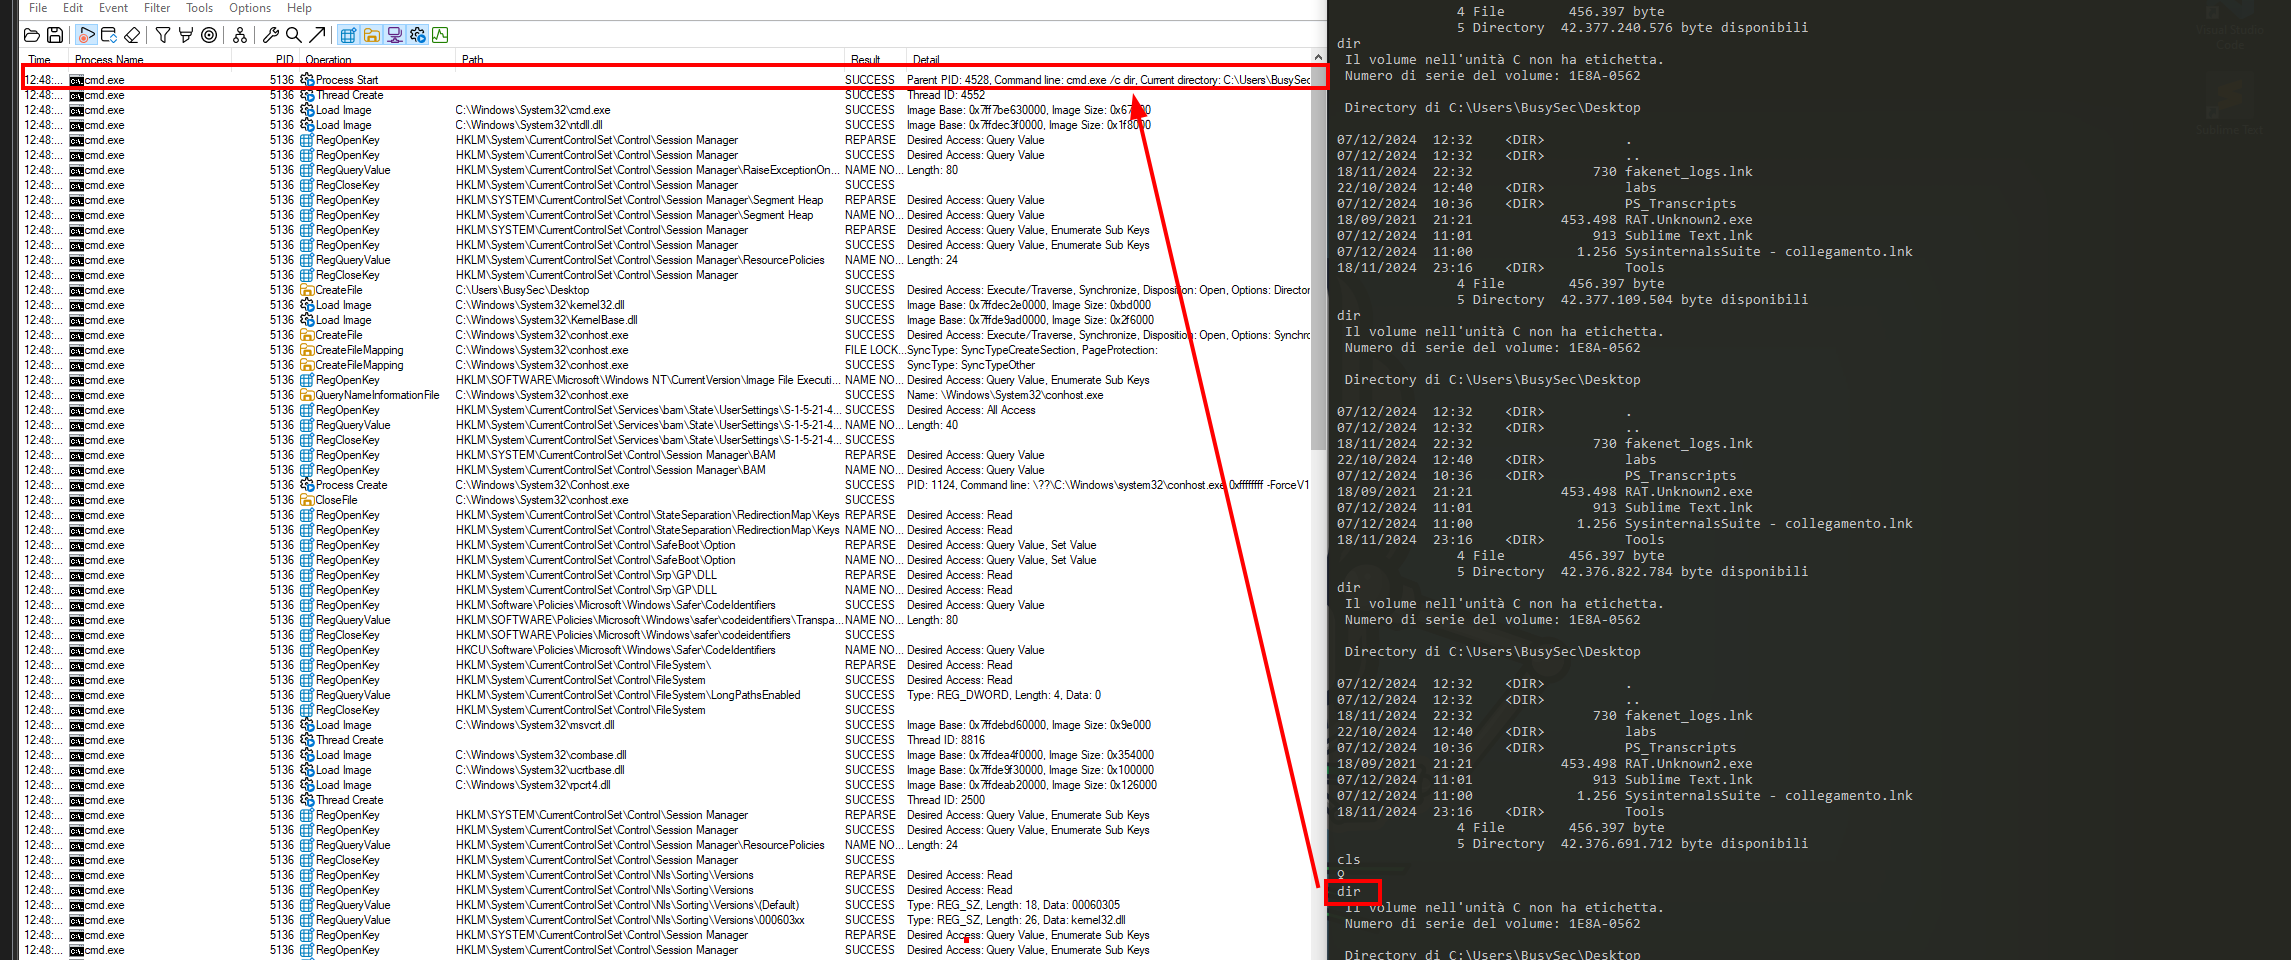 File Edit Event Filter Tools Options Help
Time ... Process Name PID Operation Path Result Detail
12:48:... cmd.exe 5136 Process Start SUCCESS Parent PID: 4528, Command line: cmd.exe /c dir, Current directory: C:\Users\BusySec
12:48:... cmd.exe 5136 Thread Create SUCCESS Thread ID: 4552
12:48:... cmd.exe 5136 Load Image C:\Windows\System32\cmd.exe SUCCESS Image Base: 0x7ff7be630000, Image Size: 0x67000
12:48:... cmd.exe 5136 Load Image C:\Windows\System32\ntdll.dll SUCCESS Image Base: 0x7ffdec3f0000, Image Size: 0x1f8000
12:48:... cmd.exe 5136 RegOpenKey HKLM\System\CurrentControlSet\Control\Session Manager REPARSE Desired Access: Query Value
12:48:... cmd.exe 5136 RegOpenKey HKLM\System\CurrentControlSet\Control\Session Manager SUCCESS Desired Access: Query Value
12:48:... cmd.exe 5136 RegQueryValue HKLM\System\CurrentControlSet\Control\Session Manager\RaiseExceptionOn... NAME NO... Length: 80
12:48:... cmd.exe 5136 RegCloseKey HKLM\System\CurrentControlSet\Control\Session Manager SUCCESS
12:48:... cmd.exe 5136 RegOpenKey HKLM\SYSTEM\CurrentControlSet\Control\Session Manager\Segment Heap REPARSE Desired Access: Query Value
12:48:... cmd.exe 5136 RegOpenKey HKLM\System\CurrentControlSet\Control\Session Manager\Segment Heap NAME NO... Desired Access: Query Value
12:48:... cmd.exe 5136 RegOpenKey HKLM\SYSTEM\CurrentControlSet\Control\Session Manager REPARSE Desired Access: Query Value, Enumerate Sub Keys
12:48:... cmd.exe 5136 RegOpenKey HKLM\System\CurrentControlSet\Control\Session Manager SUCCESS Desired Access: Query Value, Enumerate Sub Keys
12:48:... cmd.exe 5136 RegQueryValue HKLM\System\CurrentControlSet\Control\Session Manager\ResourcePolicies NAME NO... Length: 24
12:48:... cmd.exe 5136 RegCloseKey HKLM\System\CurrentControlSet\Control\Session Manager SUCCESS
12:48:... cmd.exe 5136 CreateFile C:\Users\BusySec\Desktop SUCCESS Desired Access: Execute/Traverse, Synchronize, Disposition: Open, Options: Director
12:48:... cmd.exe 5136 Load Image C:\Windows\System32\kernel32.dll SUCCESS Image Base: 0x7ffdec2e0000, Image Size: 0xbd000
12:48:... cmd.exe 5136 Load Image C:\Windows\System32\KernelBase.dll SUCCESS Image Base: 0x7ffde9ad0000, Image Size: 0x2f6000
12:48:... cmd.exe 5136 CreateFile C:\Windows\System32\conhost.exe SUCCESS Desired Access: Execute/Traverse, Synchronize, Disposition: Open, Options: Synchro
12:48:... cmd.exe 5136 CreateFileMapping C:\Windows\System32\conhost.exe FILE LOCK... SyncType: SyncTypeCreateSection, PageProtection:
12:48:... cmd.exe 5136 CreateFileMapping C:\Windows\System32\conhost.exe SUCCESS SyncType: SyncTypeOther
12:48:... cmd.exe 5136 RegOpenKey HKLM\SOFTWARE\Microsoft\Windows NT\CurrentVersion\Image File Executi... NAME NO... Desired Access: Query Value, Enumerate Sub Keys
12:48:... cmd.exe 5136 QueryNameInformationFile C:\Windows\System32\conhost.exe SUCCESS Name: \Windows\System32\conhost.exe
12:48:... cmd.exe 5136 RegOpenKey HKLM\System\CurrentControlSet\Services\bam\State\UserSettings\S-1-5-21-4... SUCCESS Desired Access: All Access
12:48:... cmd.exe 5136 RegQueryValue HKLM\System\CurrentControlSet\Services\bam\State\UserSettings\S-1-5-21-4... NAME NO... Length: 40
12:48:... cmd.exe 5136 RegCloseKey HKLM\System\CurrentControlSet\Services\bam\State\UserSettings\S-1-5-21-4... SUCCESS
12:48:... cmd.exe 5136 RegOpenKey HKLM\SYSTEM\CurrentControlSet\Control\Session Manager\BAM REPARSE Desired Access: Query Value
12:48:... cmd.exe 5136 RegOpenKey HKLM\System\CurrentControlSet\Control\Session Manager\BAM NAME NO... Desired Access: Query Value
12:48:... cmd.exe 5136 Process Create C:\Windows\System32\Conhost.exe SUCCESS PID: 1124, Command line: \??\C:\Windows\system32\conhost.exe 0xffffffff -ForceV1
12:48:... cmd.exe 5136 CloseFile C:\Windows\System32\conhost.exe SUCCESS
12:48:... cmd.exe 5136 RegOpenKey HKLM\System\CurrentControlSet\Control\StateSeparation\RedirectionMap\Keys REPARSE Desired Access: Read
12:48:... cmd.exe 5136 RegOpenKey HKLM\System\CurrentControlSet\Control\StateSeparation\RedirectionMap\Keys NAME NO... Desired Access: Read
12:48:... cmd.exe 5136 RegOpenKey HKLM\System\CurrentControlSet\Control\SafeBoot\Option REPARSE Desired Access: Query Value, Set Value
12:48:... cmd.exe 5136 RegOpenKey HKLM\System\CurrentControlSet\Control\SafeBoot\Option NAME NO... Desired Access: Query Value, Set Value
12:48:... cmd.exe 5136 RegOpenKey HKLM\System\CurrentControlSet\Control\Srp\GP\DLL REPARSE Desired Access: Read
12:48:... cmd.exe 5136 RegOpenKey HKLM\System\CurrentControlSet\Control\Srp\GP\DLL NAME NO... Desired Access: Read
12:48:... cmd.exe 5136 RegOpenKey HKLM\Software\Policies\Microsoft\Windows\Safer\CodeIdentifiers SUCCESS Desired Access: Query Value
12:48:... cmd.exe 5136 RegQueryValue HKLM\SOFTWARE\Policies\Microsoft\Windows\safer\codeidentifiers\Transpa... NAME NO... Length: 80
12:48:... cmd.exe 5136 RegCloseKey HKLM\SOFTWARE\Policies\Microsoft\Windows\safer\codeidentifiers SUCCESS
12:48:... cmd.exe 5136 RegOpenKey HKCU\Software\Policies\Microsoft\Windows\Safer\CodeIdentifiers NAME NO... Desired Access: Query Value
12:48:... cmd.exe 5136 RegOpenKey HKLM\System\CurrentControlSet\Control\FileSystem\ REPARSE Desired Access: Read
12:48:... cmd.exe 5136 RegOpenKey HKLM\System\CurrentControlSet\Control\FileSystem SUCCESS Desired Access: Read
12:48:... cmd.exe 5136 RegQueryValue HKLM\System\CurrentControlSet\Control\FileSystem\LongPathsEnabled SUCCESS Type: REG_DWORD, Length: 4, Data: 0
12:48:... cmd.exe 5136 RegCloseKey HKLM\System\CurrentControlSet\Control\FileSystem SUCCESS
12:48:... cmd.exe 5136 Load Image C:\Windows\System32\msvcrt.dll SUCCESS Image Base: 0x7ffdebd60000, Image Size: 0x9e000
12:48:... cmd.exe 5136 Thread Create SUCCESS Thread ID: 8816
12:48:... cmd.exe 5136 Load Image C:\Windows\System32\combase.dll SUCCESS Image Base: 0x7ffdea4f0000, Image Size: 0x354000
12:48:... cmd.exe 5136 Load Image C:\Windows\System32\ucrtbase.dll SUCCESS Image Base: 0x7ffde9f30000, Image Size: 0x100000
12:48:... cmd.exe 5136 Load Image C:\Windows\System32\rpcrt4.dll SUCCESS Image Base: 0x7ffdeab20000, Image Size: 0x126000
12:48:... cmd.exe 5136 Thread Create SUCCESS Thread ID: 2500
12:48:... cmd.exe 5136 RegOpenKey HKLM\SYSTEM\CurrentControlSet\Control\Session Manager REPARSE Desired Access: Query Value, Enumerate Sub Keys
12:48:... cmd.exe 5136 RegOpenKey HKLM\System\CurrentControlSet\Control\Session Manager SUCCESS Desired Access: Query Value, Enumerate Sub Keys
12:48:... cmd.exe 5136 RegQueryValue HKLM\System\CurrentControlSet\Control\Session Manager\ResourcePolicies NAME NO... Length: 24
12:48:... cmd.exe 5136 RegCloseKey HKLM\System\CurrentControlSet\Control\Session Manager SUCCESS
12:48:... cmd.exe 5136 RegOpenKey HKLM\System\CurrentControlSet\Control\Nls\Sorting\Versions REPARSE Desired Access: Read
12:48:... cmd.exe 5136 RegOpenKey HKLM\System\CurrentControlSet\Control\Nls\Sorting\Versions SUCCESS Desired Access: Read
12:48:... cmd.exe 5136 RegQueryValue HKLM\System\CurrentControlSet\Control\Nls\Sorting\Versions\(Default) SUCCESS Type: REG_SZ, Length: 18, Data: 00060305
12:48:... cmd.exe 5136 RegQueryValue HKLM\System\CurrentControlSet\Control\Nls\Sorting\Versions\000603xx SUCCESS Type: REG_SZ, Length: 26, Data: kernel32.dll
12:48:... cmd.exe 5136 RegOpenKey HKLM\SYSTEM\CurrentControlSet\Control\Session Manager REPARSE Desired Access: Query Value, Enumerate Sub Keys
12:48:... cmd.exe 5136 RegOpenKey HKLM\System\CurrentControlSet\Control\Session Manager SUCCESS Desired Access: Query Value, Enumerate Sub Keys
4 File 456.397 byte
5 Directory 42.377.240.576 byte disponibili
dir
Il volume nell'unità C non ha etichetta.
Numero di serie del volume: 1E8A-0562
Directory di C:\Users\BusySec\Desktop
07/12/2024 12:32 <DIR> .
07/12/2024 12:32 <DIR> ..
18/11/2024 22:32 730 fakenet_logs.lnk
22/10/2024 12:40 <DIR> labs
07/12/2024 10:36 <DIR> PS_Transcripts
18/09/2021 21:21 453.498 RAT.Unknown2.exe
07/12/2024 11:01 913 Sublime Text.lnk
07/12/2024 11:00 1.256 SysinternalsSuite - collegamento.lnk
18/11/2024 23:16 <DIR> Tools
4 File 456.397 byte
5 Directory 42.377.109.504 byte disponibili
dir
Il volume nell'unità C non ha etichetta.
Numero di serie del volume: 1E8A-0562
Directory di C:\Users\BusySec\Desktop
07/12/2024 12:32 <DIR> .
07/12/2024 12:32 <DIR> ..
18/11/2024 22:32 730 fakenet_logs.lnk
22/10/2024 12:40 <DIR> labs
07/12/2024 10:36 <DIR> PS_Transcripts
18/09/2021 21:21 453.498 RAT.Unknown2.exe
07/12/2024 11:01 913 Sublime Text.lnk
07/12/2024 11:00 1.256 SysinternalsSuite - collegamento.lnk
18/11/2024 23:16 <DIR> Tools
4 File 456.397 byte
5 Directory 42.376.822.784 byte disponibili
dir
Il volume nell'unità C non ha etichetta.
Numero di serie del volume: 1E8A-0562
Directory di C:\Users\BusySec\Desktop
07/12/2024 12:32 <DIR> .
07/12/2024 12:32 <DIR> ..
18/11/2024 22:32 730 fakenet_logs.lnk
22/10/2024 12:40 <DIR> labs
07/12/2024 10:36 <DIR> PS_Transcripts
18/09/2021 21:21 453.498 RAT.Unknown2.exe
07/12/2024 11:01 913 Sublime Text.lnk
07/12/2024 11:00 1.256 SysinternalsSuite - collegamento.lnk
18/11/2024 23:16 <DIR> Tools
4 File 456.397 byte
5 Directory 42.376.691.712 byte disponibili
cls
♀
dir
Il volume nell'unità C non ha etichetta.
Numero di serie del volume: 1E8A-0562
Directory di C:\Users\BusySec\Desktop
Visual Studio
Code
Sublime Text